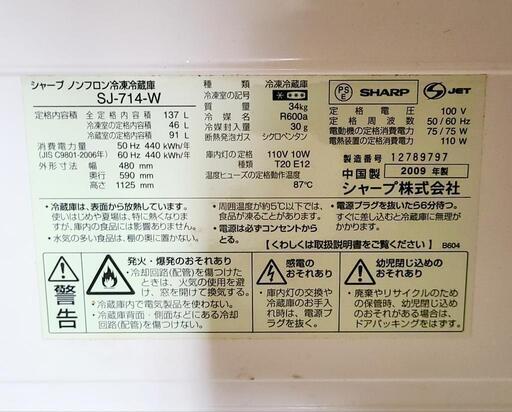 シャープ ノンフロン冷凍冷蔵庫
SJ-714-W
定格内容積 全定格内容積 137 L
冷凍室の定格内容積 46 L
冷蔵室の定格内容積 91 L
消費電力量 50 Hz 440 kWh/年
(JIS C9801-2006年) 60 Hz 440 kWh/年
外形寸法 幅 480 mm
奥行 590 mm
高さ 1125 mm
種類 冷凍冷蔵庫
冷凍室の記号
質量 34kg
冷媒 R600a
冷媒封入量 30g
断熱発泡ガス シクロペンタン
庫内灯の定格 110V 10W
T20 E12
温度ヒューズの定格動作温度
87℃
PS
E
SHARP
S JET
定格電圧 100 V
定格周波数 50/60 Hz
電動機の定格消費電力 75/75 W
電熱装置の定格消費電力 110 W
製造番号 12789797
中国製 2009 年製
シャープ株式会社
・冷蔵庫は、表面から放熱しています。
使いはじめや夏場は、特に熱くなりま
すが、庫内の食品には影響ありません。
・水気の多い食品は、棚の奥に置かない。
・周囲温度が約5℃以下では、冷
凍室の温度が高くなります。
・電源は必ずコンセントから
とる。
・電源プラグを抜いたら6分待つ。
すぐに差し込むと冷蔵庫に無理が
かかります。
【くわしくは取扱説明書をご覧ください】
B604
警告
発火・爆発のおそれあり
・冷却回路(配管)を傷つけたと
きは、火気の使用を避
け、窓を開けて換気する。
・冷蔵庫内で電気製品を使わない。
・冷蔵庫背面・側面などにある冷却
回路(配管)を傷つけない。
感電の
おそれあり
・庫内灯の交換や
冷蔵庫のお手入
れ時は、電源プラ
グを抜く。
幼児閉じ込めの
おそれあり
・廃棄やリサイクルのため
の保管時、幼児閉じ込め
のおそれがある場合は、
ドアパッキングをはずす。